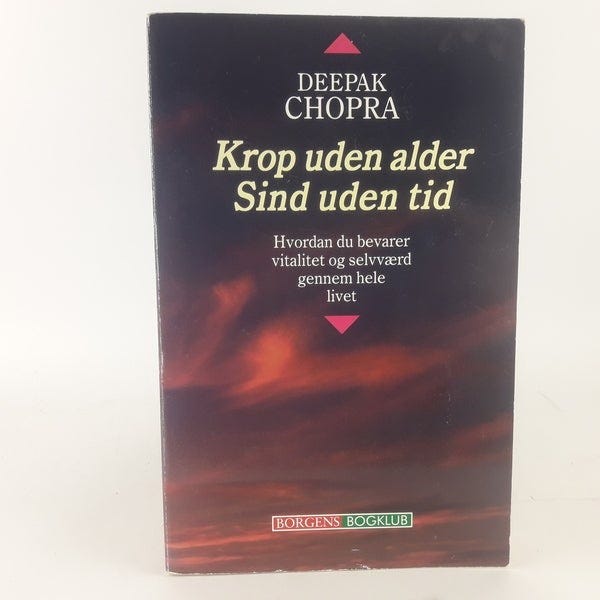 DEEPAK
CHOPRA
Krop uden alder
Sind uden tid
Hvordan du bevarer
vitalitet og selvværd
gennem hele
livet
BORGENS BOGKLUB